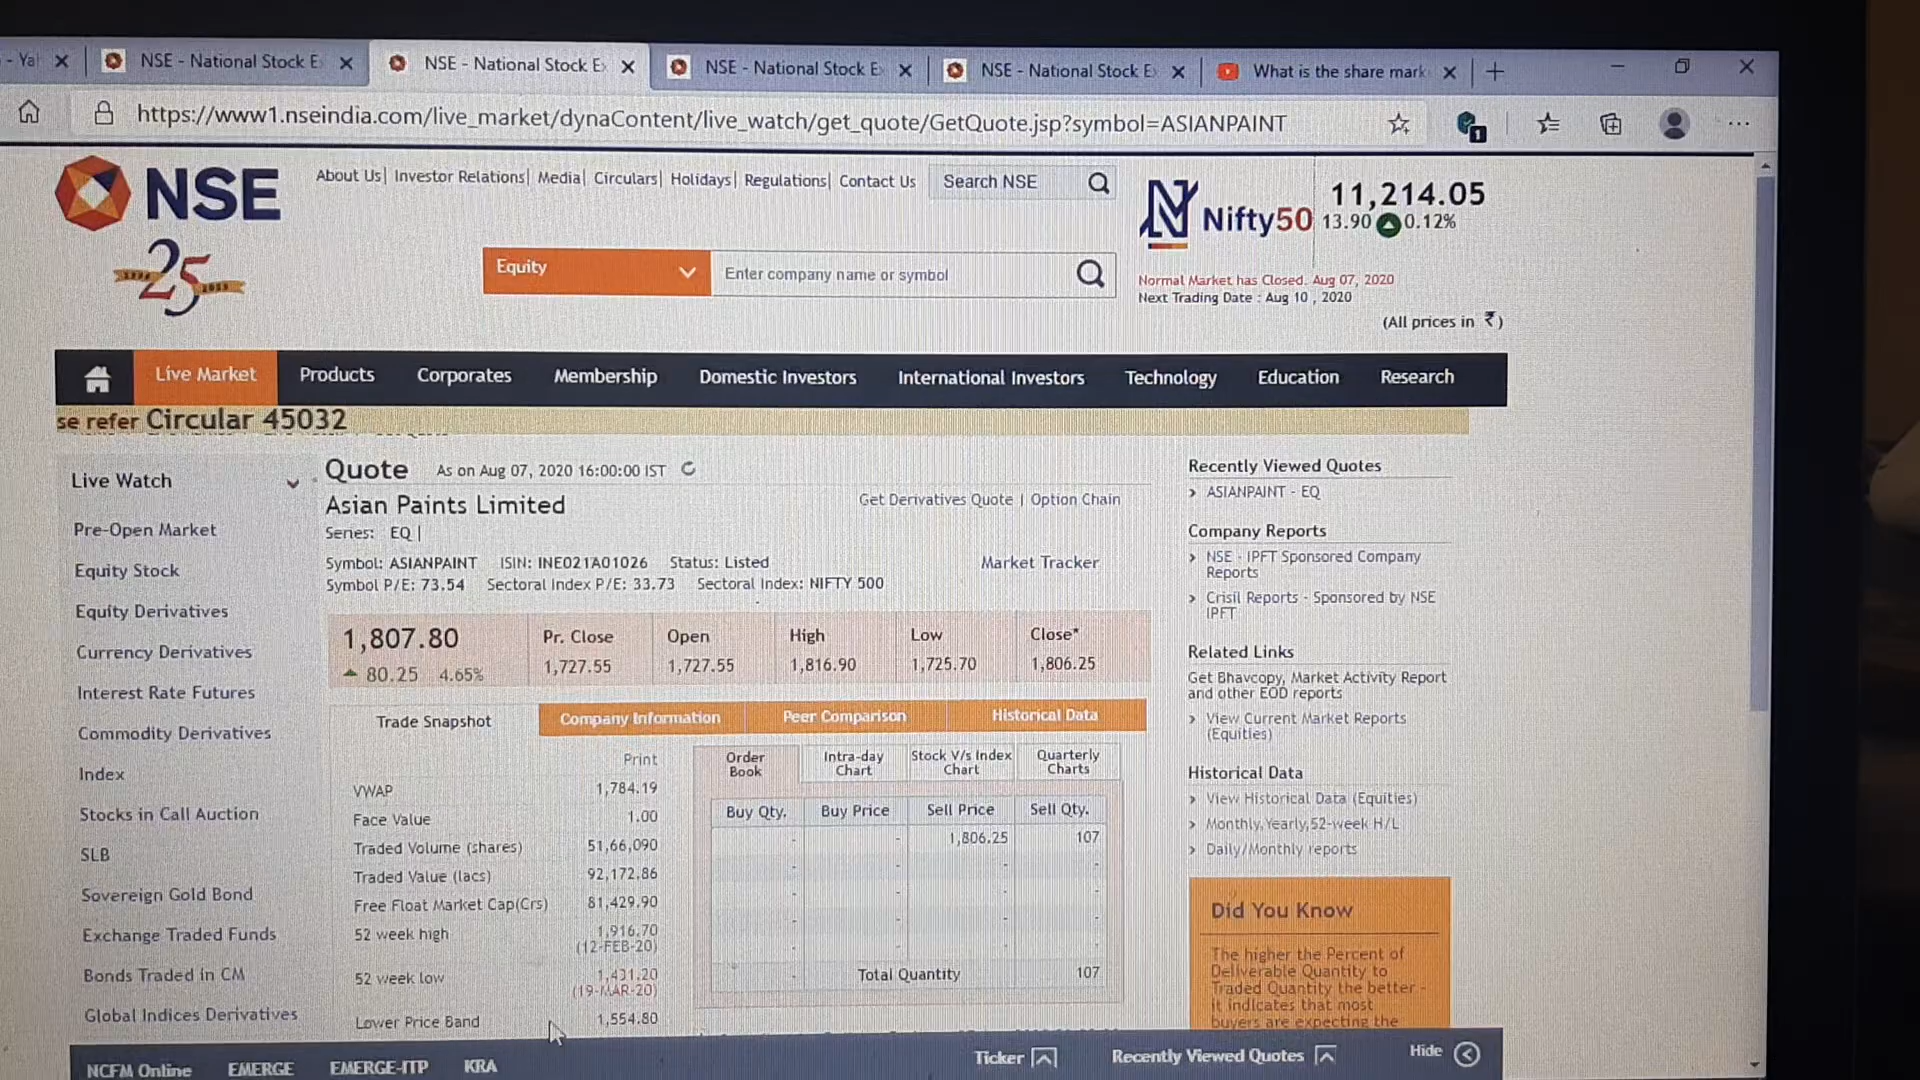 - Yal
NSE - National Stock E
NSE - National Stock Ex
NSE - National Stock Ex
NSE - National Stock Ex
What is the share mark
https://www1.nseindia.com/live_market/dynaContent/live_watch/get_quote/GetQuote.jsp?symbol=ASIANPAINT
1
NSE
About Us| Investor Relations| Media| Circulars| Holidays| Regulations| Contact Us
Search NSE
Nifty50
11,214.05
13.90 0.12%
25
Equity
Enter company name or symbol
Normal Market has Closed. Aug 07, 2020
Next Trading Date : Aug 10 , 2020
(All prices in ₹)
Live Market Products Corporates Membership Domestic Investors International Investors Technology Education Research
se refer Circular 45032
Live Watch
Pre-Open Market
Equity Stock
Equity Derivatives
Currency Derivatives
Interest Rate Futures
Commodity Derivatives
Index
Stocks in Call Auction
SLB
Sovereign Gold Bond
Exchange Traded Funds
Bonds Traded in CM
Global Indices Derivatives
Quote As on Aug 07, 2020 16:00:00 IST
Asian Paints Limited
Get Derivatives Quote | Option Chain
Series: EQ |
Symbol: ASIANPAINT ISIN: INE021A01026 Status: Listed
Market Tracker
Symbol P/E: 73.54 Sectoral Index P/E: 33.73 Sectoral Index: NIFTY 500
1,807.80 Pr. Close Open High Low Close*
80.25 4.65% 1,727.55 1,727.55 1,816.90 1,725.70 1,806.25
Trade Snapshot Company Information Peer Comparison Historical Data
Print
VWAP 1,784.19
Face Value 1.00
Traded Volume (shares) 51,66,090
Traded Value (lacs) 92,172.86
Free Float Market Cap(Crs) 81,429.90
52 week high 1,916.70
(12-FEB-20)
52 week low 1,431.20
(19-MAR-20)
Lower Price Band 1,554.80
Order Book
Intra-day Chart
Stock V/s Index Chart
Quarterly Charts
Buy Qty. Buy Price Sell Price Sell Qty.
- - 1,806.25 107
- - - -
- - - -
- - - -
- - - -
- Total Quantity 107
Recently Viewed Quotes
ASIANPAINT - EQ
Company Reports
NSE - IPFT Sponsored Company
Reports
Crisil Reports - Sponsored by NSE
IPFT
Related Links
Get Bhavcopy, Market Activity Report
and other EOD reports
View Current Market Reports
(Equities)
Historical Data
View Historical Data (Equities)
Monthly,Yearly,52-week H/L
Daily/Monthly reports
Did You Know
The higher the Percent of
Deliverable Quantity to
Traded Quantity the better -
it indicates that most
buyers are expecting the
NCFM Online EMERGE EMERGE-ITP KRA
Ticker Recently Viewed Quotes Hide